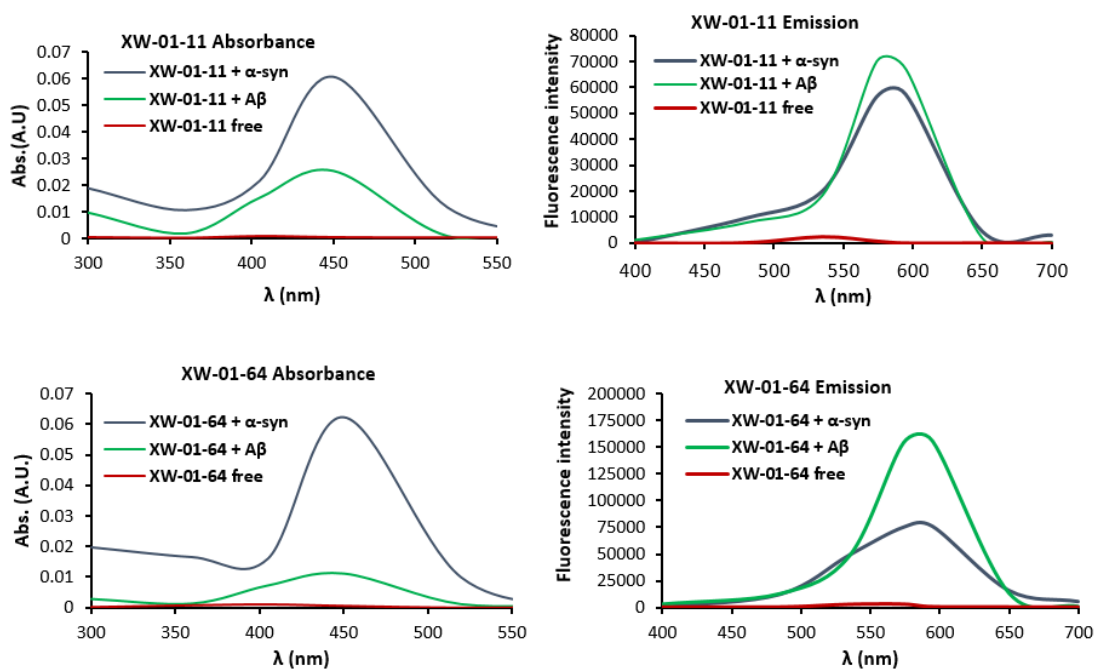 XW-01-11 Absorbance
0.07
0.06
0.05
0.04
0.03
0.02
0.01
0
Abs.(A.U)
XW-01-11 + α-syn
XW-01-11 + Aβ
XW-01-11 free
300 350 400 450 500 550
λ (nm)
XW-01-11 Emission
80000
70000
60000
50000
40000
30000
20000
10000
0
Fluorescence intensity
XW-01-11 + α-syn
XW-01-11 + Aβ
XW-01-11 free
400 450 500 550 600 650 700
λ (nm)
XW-01-64 Absorbance
0.07
0.06
0.05
0.04
0.03
0.02
0.01
0
Abs. (A.U.)
XW-01-64 + α-syn
XW-01-64 + Aβ
XW-01-64 free
300 350 400 450 500 550
λ (nm)
XW-01-64 Emission
200000
175000
150000
125000
100000
75000
50000
25000
0
Fluorescence intensity
XW-01-64 + α-syn
XW-01-64 + Aβ
XW-01-64 free
400 450 500 550 600 650 700
λ (nm)